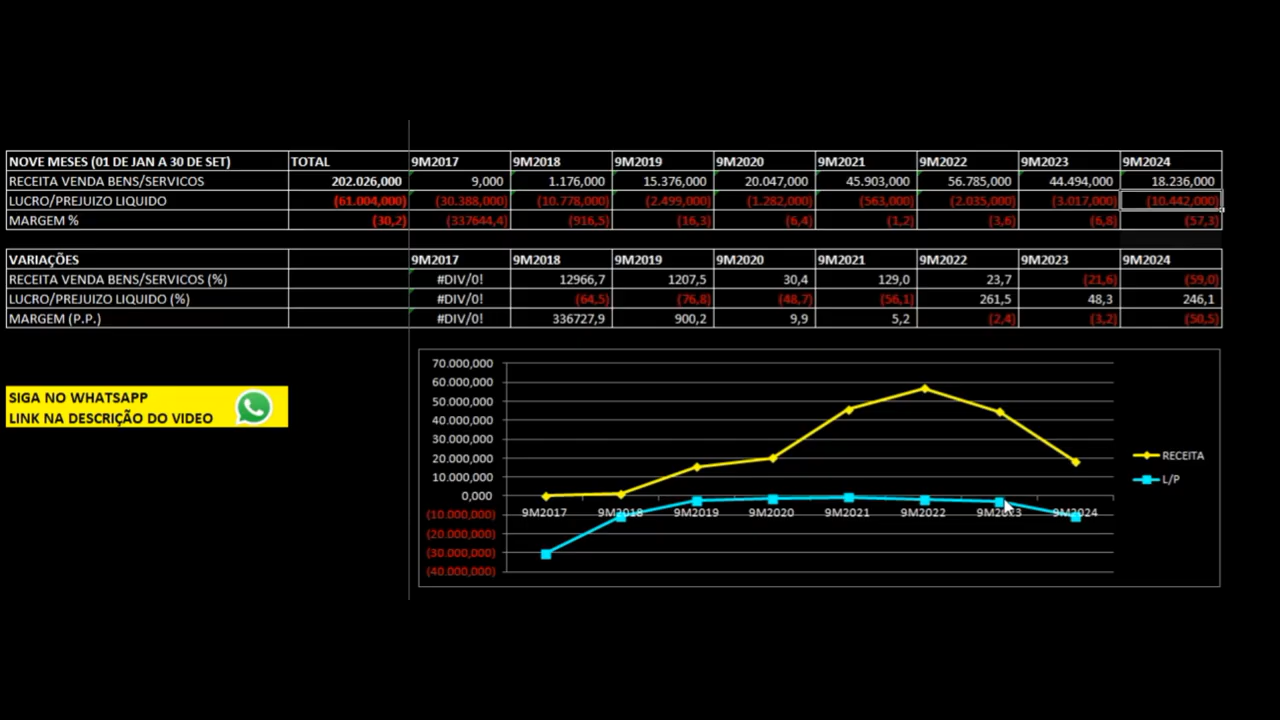 NOVE MESES (01 DE JAN A 30 DE SET) TOTAL 9M2017 9M2018 9M2019 9M2020 9M2021 9M2022 9M2023 9M2024
RECEITA VENDA BENS/SERVICOS 202.026,000 9,000 1.176,000 15.376,000 20.047,000 45.903,000 56.785,000 44.494,000 18.236,000
LUCRO/PREJUIZO LIQUIDO (61.004,000) (30.388,000) (10.778,000) (2.499,000) (1.282,000) (563,000) (2.035,000) (3.017,000) (10.442,000)
MARGEM % (30,2) (337644,4) (916,5) (16,3) (6,4) (1,2) (3,6) (6,8) (57,3)
VARIAÇÕES 9M2017 9M2018 9M2019 9M2020 9M2021 9M2022 9M2023 9M2024
RECEITA VENDA BENS/SERVICOS (%) #DIV/0! 12966,7 1207,5 30,4 129,0 23,7 (21,6) (59,0)
LUCRO/PREJUIZO LIQUIDO (%) #DIV/0! (64,5) (76,8) (48,7) (56,1) 261,5 48,3 246,1
MARGEM (P.P.) #DIV/0! 336727,9 900,2 9,9 5,2 (2,4) (3,2) (50,5)
SIGA NO WHATSAPP
LINK NA DESCRIÇÃO DO VIDEO
70.000,000
60.000,000
50.000,000
40.000,000
30.000,000
20.000,000
10.000,000
0,000
(10.000,000)
(20.000,000)
(30.000,000)
(40.000,000)
9M2017 9M2018 9M2019 9M2020 9M2021 9M2022 9M2023 9M2024
RECEITA
L/P